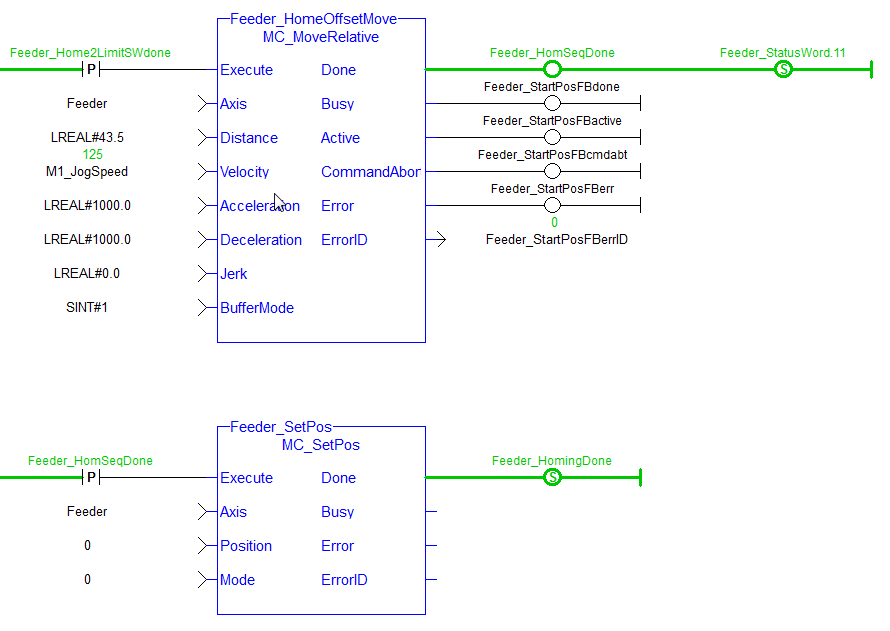 Feeder_HomeOffsetMove
MC_MoveRelative
Feeder_Home2LimitSWdone
Feeder_HomSeqDone
Feeder_StatusWord.11
P
Execute
Done
S
Feeder_StartPosFBdone
Feeder
Axis
Busy
Feeder_StartPosFBactive
LREAL#43.5
Distance
Active
125
Feeder_StartPosFBcmdabt
M1_JogSpeed
Velocity
CommandAbor
Feeder_StartPosFBerr
LREAL#1000.0
Acceleration
Error
0
LREAL#1000.0
Deceleration
ErrorID
Feeder_StartPosFBerrID
LREAL#0.0
Jerk
SINT#1
BufferMode
Feeder_SetPos
MC_SetPos
Feeder_HomSeqDone
Feeder_HomingDone
P
Execute
Done
S
Feeder
Axis
Busy
0
Position
Error
0
Mode
ErrorID